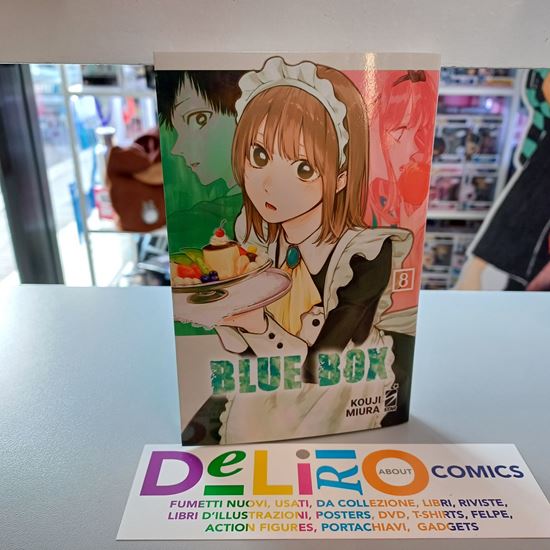 8
BLUE BOX
KOUJI
MIURA
STAR
DeLiRiO ABOUT COMICS
FUMETTI NUOVI, USATI, DA COLLEZIONE, LIBRI, RIVISTE,
LIBRI D'ILLUSTRAZIONI, POSTERS, DVD, T-SHIRTS, FELPE,
ACTION FIGURES, PORTACHIAVI, GADGETS